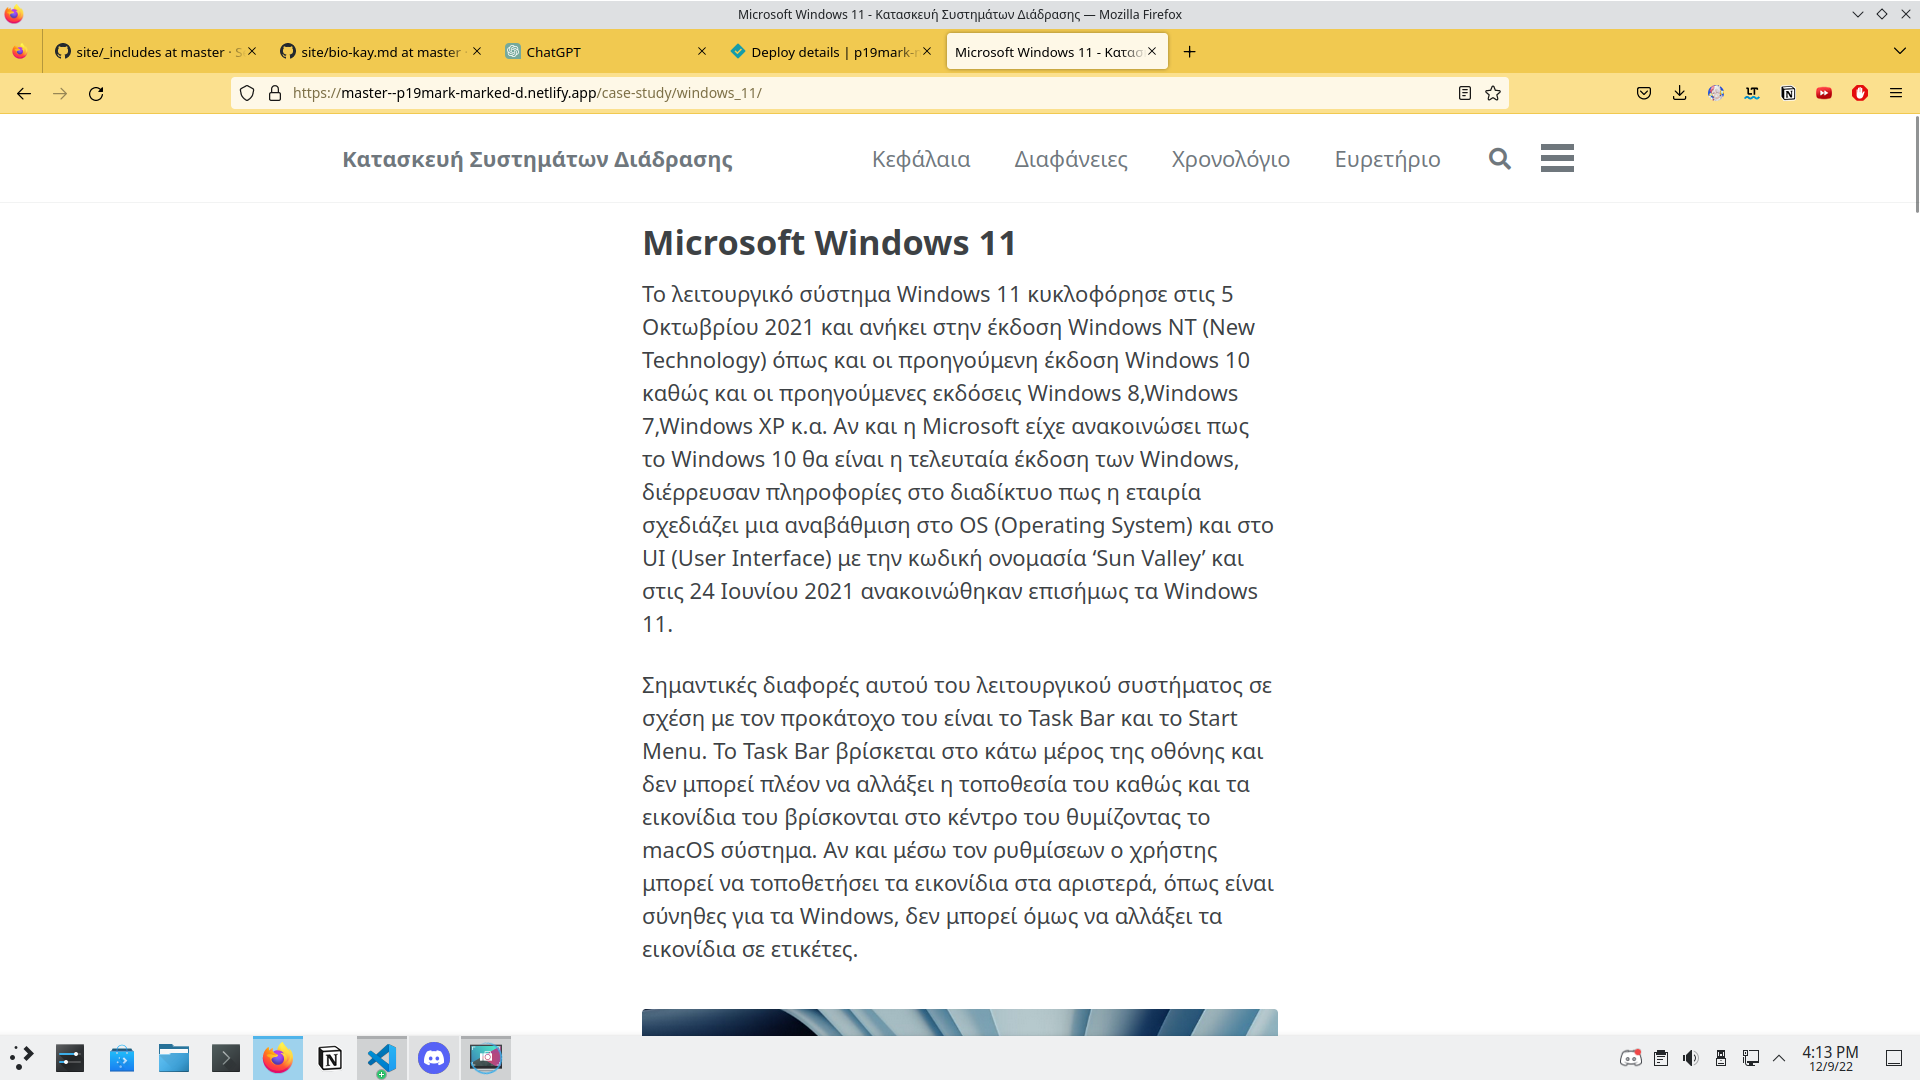 Microsoft Windows 11 - Κατασκευή Συστημάτων Διάδρασης — Mozilla Firefox
site/_includes at master · S
site/bio-kay.md at master ·
ChatGPT
Deploy details | p19mark-
Microsoft Windows 11 - Κατασ
https://master--p19mark-marked-d.netlify.app/case-study/windows_11/
Κατασκευή Συστημάτων Διάδρασης
Κεφάλαια
Διαφάνειες
Χρονολόγιο
Ευρετήριο
Microsoft Windows 11
Το λειτουργικό σύστημα Windows 11 κυκλοφόρησε στις 5
Οκτωβρίου 2021 και ανήκει στην έκδοση Windows NT (New
Technology) όπως και οι προηγούμενη έκδοση Windows 10
καθώς και οι προηγούμενες εκδόσεις Windows 8,Windows
7,Windows XP κ.α. Αν και η Microsoft είχε ανακοινώσει πως
το Windows 10 θα είναι η τελευταία έκδοση των Windows,
διέρρευσαν πληροφορίες στο διαδίκτυο πως η εταιρία
σχεδιάζει μια αναβάθμιση στο OS (Operating System) και στο
UI (User Interface) με την κωδική ονομασία ‘Sun Valley’ και
στις 24 Ιουνίου 2021 ανακοινώθηκαν επισήμως τα Windows
11.
Σημαντικές διαφορές αυτού του λειτουργικού συστήματος σε
σχέση με τον προκάτοχο του είναι το Task Bar και το Start
Menu. Το Task Bar βρίσκεται στο κάτω μέρος της οθόνης και
δεν μπορεί πλέον να αλλάξει η τοποθεσία του καθώς και τα
εικονίδια του βρίσκονται στο κέντρο του θυμίζοντας το
macOS σύστημα. Αν και μέσω τον ρυθμίσεων ο χρήστης
μπορεί να τοποθετήσει τα εικονίδια στα αριστερά, όπως είναι
σύνηθες για τα Windows, δεν μπορεί όμως να αλλάξει τα
εικονίδια σε ετικέτες.
4:13 PM
12/9/22